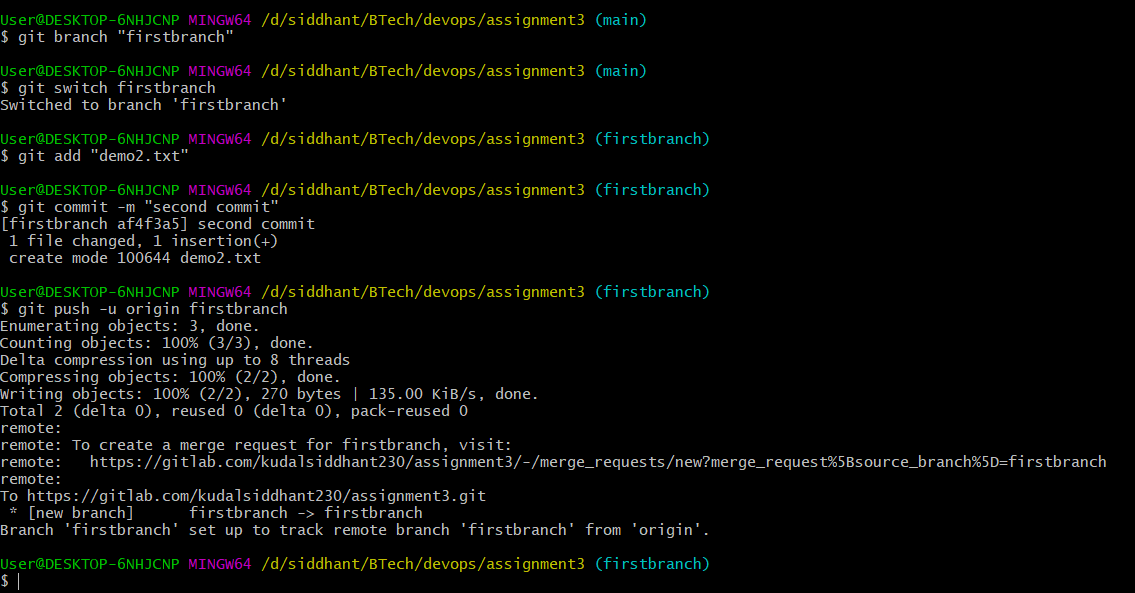 User@DESKTOP-6NHJCNP MINGW64 /d/siddhant/BTech/devops/assignment3 (main)
$ git branch "firstbranch"
User@DESKTOP-6NHJCNP MINGW64 /d/siddhant/BTech/devops/assignment3 (main)
$ git switch firstbranch
Switched to branch 'firstbranch'
User@DESKTOP-6NHJCNP MINGW64 /d/siddhant/BTech/devops/assignment3 (firstbranch)
$ git add "demo2.txt"
User@DESKTOP-6NHJCNP MINGW64 /d/siddhant/BTech/devops/assignment3 (firstbranch)
$ git commit -m "second commit"
[firstbranch af4f3a5] second commit
 1 file changed, 1 insertion(+)
 create mode 100644 demo2.txt
User@DESKTOP-6NHJCNP MINGW64 /d/siddhant/BTech/devops/assignment3 (firstbranch)
$ git push -u origin firstbranch
Enumerating objects: 3, done.
Counting objects: 100% (3/3), done.
Delta compression using up to 8 threads
Compressing objects: 100% (2/2), done.
Writing objects: 100% (2/2), 270 bytes | 135.00 KiB/s, done.
Total 2 (delta 0), reused 0 (delta 0), pack-reused 0
remote:
remote: To create a merge request for firstbranch, visit:
remote:   https://gitlab.com/kudalsiddhant230/assignment3/-/merge_requests/new?merge_request%5Bsource_branch%5D=firstbranch
remote:
To https://gitlab.com/kudalsiddhant230/assignment3.git
 * [new branch]      firstbranch -> firstbranch
Branch 'firstbranch' set up to track remote branch 'firstbranch' from 'origin'.
User@DESKTOP-6NHJCNP MINGW64 /d/siddhant/BTech/devops/assignment3 (firstbranch)
$